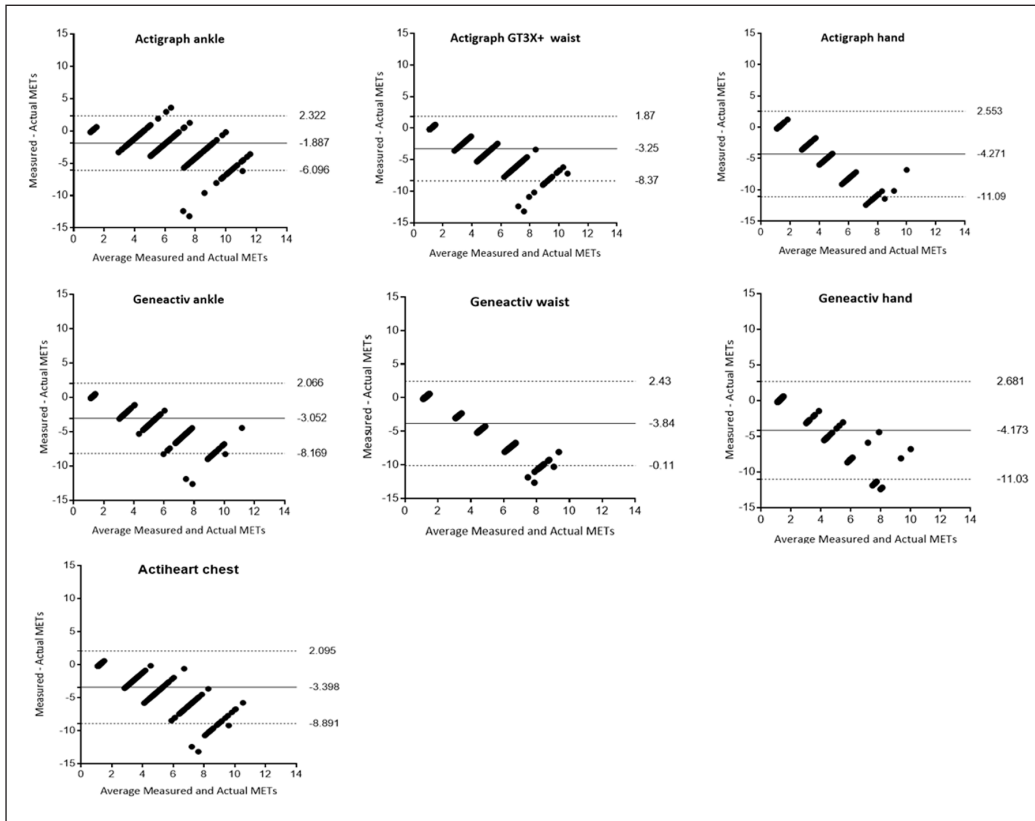 Actigraph ankle
Measured - Actual METs
15
10
5
0
-5
-10
-15
2.322
-1.887
-6.096
0 2 4 6 8 10 12 14
Average Measured and Actual METs
Actigraph GT3X+ waist
Measured - Actual METs
15
10
5
0
-5
-10
-15
1.87
-3.25
-8.37
0 2 4 6 8 10 12 14
Average Measured and Actual METs
Actigraph hand
Measured - Actual METs
15
10
5
0
-5
-10
-15
2.553
-4.271
-11.09
0 2 4 6 8 10 12 14
Average Measured and Actual METs
Geneactiv ankle
Measured - Actual METs
15
10
5
0
-5
-10
-15
2.066
-3.052
-8.169
0 2 4 6 8 10 12 14
Average Measured and Actual METs
Geneactiv waist
Measured - Actual METs
15
10
5
0
-5
-10
-15
2.43
-3.84
-0.11
0 2 4 6 8 10 12 14
Average Measured and Actual METs
Geneactiv hand
Measured - Actual METs
15
10
5
0
-5
-10
-15
2.681
-4.173
-11.03
0 2 4 6 8 10 12 14
Average Measured and Actual METs
Actiheart chest
Measured - Actual METs
15
10
5
0
-5
-10
-15
2.095
-3.398
-8.891
0 2 4 6 8 10 12 14
Average Measured and Actual METs